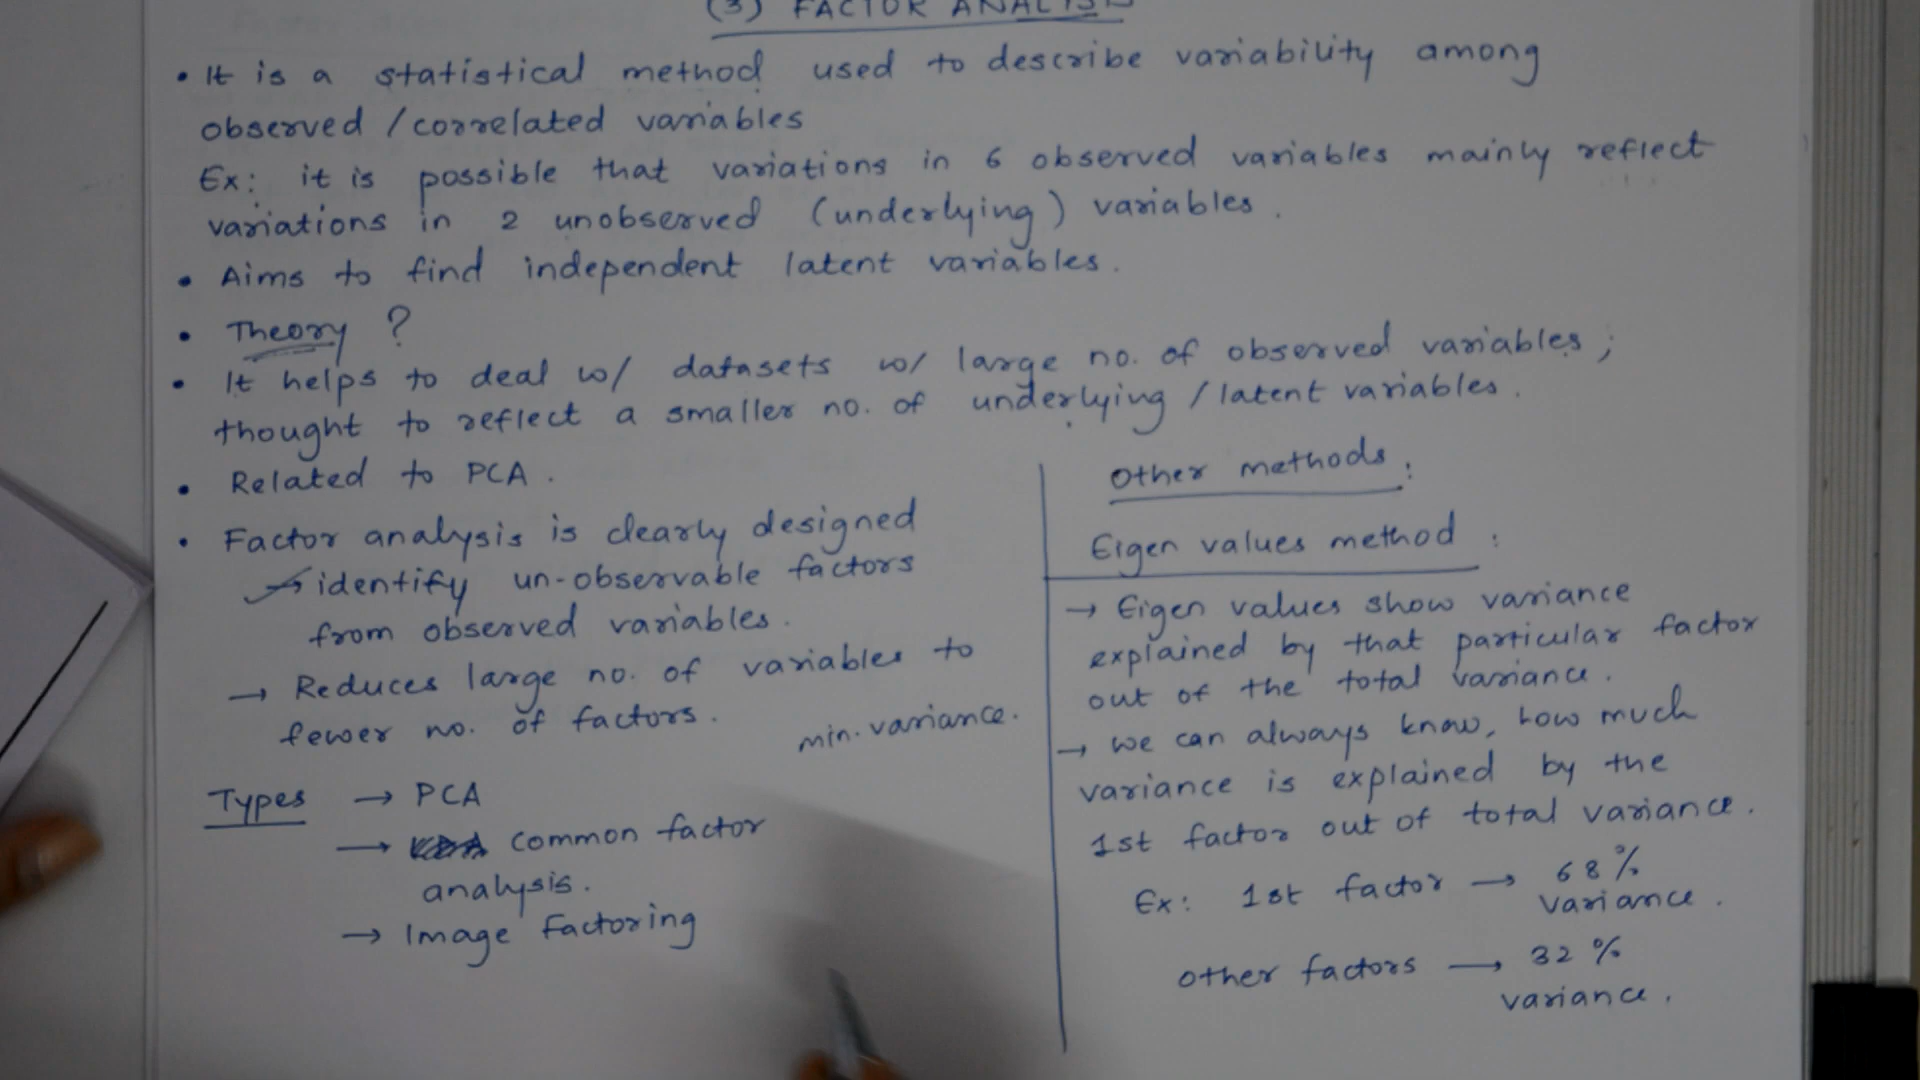 (3) FACTOR ANALYSIS
• It is a statistical method used to describe variability among
observed / correlated variables
Ex: it is possible that variations in 6 observed variables mainly reflect
variations in 2 unobserved (underlying) variables.
• Aims to find independent latent variables.
• Theory ?
• It helps to deal w/ datasets w/ large no. of observed variables;
thought to reflect a smaller no. of underlying / latent variables.
• Related to PCA.
• Factor analysis is clearly designed
→ identify un-observable factors
from observed variables.
→ Reduces large no. of variables to
fewer no. of factors.
min. variance.
Types → PCA
→ common factor
analysis.
→ Image Factoring
Other methods:
Eigen values method :
→ Eigen values show variance
explained by that particular factor
out of the total variance.
→ we can always know, how much
variance is explained by the
1st factor out of total variance.
Ex: 1st factor → 68%
variance.
other factors → 32%
variance.